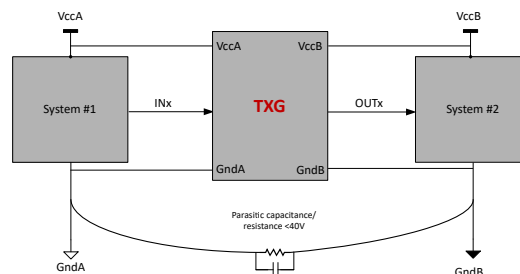 VccA
VccB
VccA
VccB
System #1
INx
TXG
OUTx
System #2
GndA
GndB
Parasitic capacitance/
resistance <40V
GndA
GndB